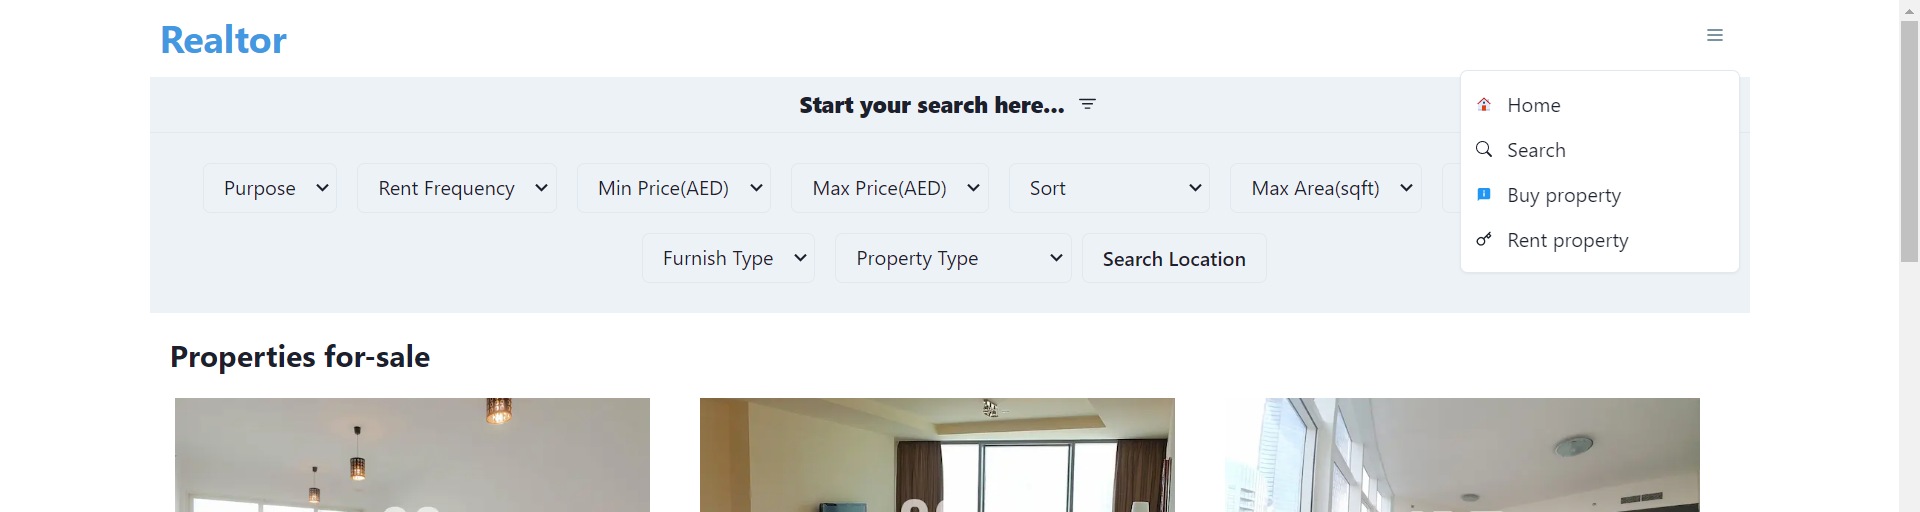 Realtor
Start your search here...
Home
Search
Buy property
Rent property
Purpose
Rent Frequency
Min Price(AED)
Max Price(AED)
Sort
Max Area(sqft)
Furnish Type
Property Type
Search Location
Properties for-sale